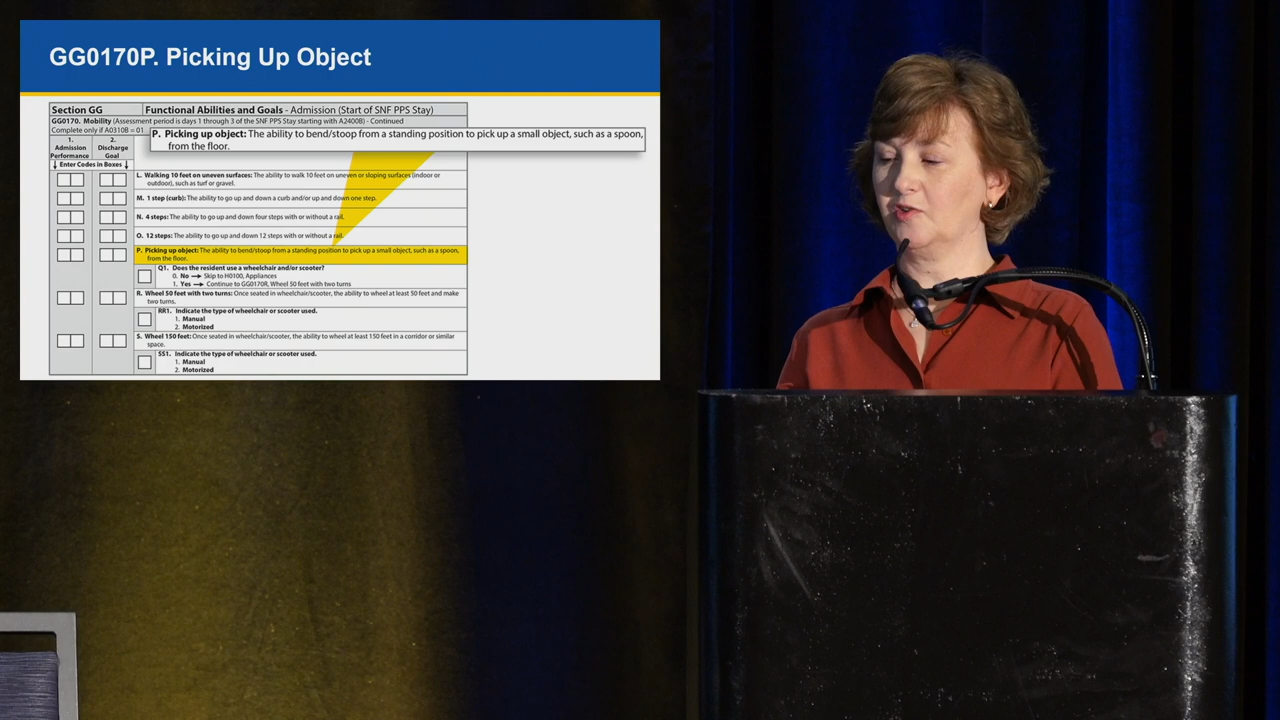 GG0170P. Picking Up Object
Section GG
Functional Abilities and Goals - Admission (Start of SNF PPS Stay)
GG0170. Mobility (Assessment period is days 1 through 3 of the SNF PPS Stay starting with A2400B) - Continued
Complete only if A0310B = 01
P. Picking up object: The ability to bend/stoop from a standing position to pick up a small object, such as a spoon,
from the floor.
1.
Admission
Performance
2.
Discharge
Goal
↓ Enter Codes in Boxes ↓
L. Walking 10 feet on uneven surfaces: The ability to walk 10 feet on uneven or sloping surfaces (indoor or
outdoor), such as turf or gravel.
M. 1 step (curb): The ability to go up and down a curb and/or up and down one step.
N. 4 steps: The ability to go up and down four steps with or without a rail.
O. 12 steps: The ability to go up and down 12 steps with or without a rail.
P. Picking up object: The ability to bend/stoop from a standing position to pick up a small object, such as a spoon,
from the floor.
Q1. Does the resident use a wheelchair and/or scooter?
0. No → Skip to H0100, Appliances
1. Yes → Continue to GG0170R, Wheel 50 feet with two turns
R. Wheel 50 feet with two turns: Once seated in wheelchair/scooter, the ability to wheel at least 50 feet and make
two turns.
RR1. Indicate the type of wheelchair or scooter used.
1. Manual
2. Motorized
S. Wheel 150 feet: Once seated in wheelchair/scooter, the ability to wheel at least 150 feet in a corridor or similar
space.
SS1. Indicate the type of wheelchair or scooter used.
1. Manual
2. Motorized